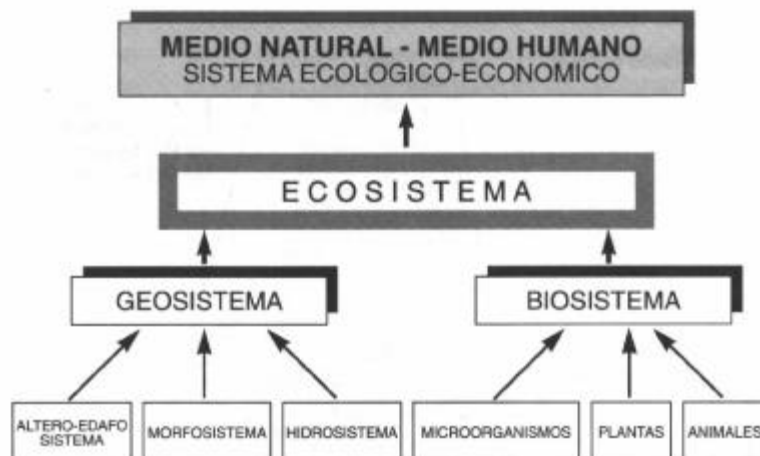 MEDIO NATURAL - MEDIO HUMANO
SISTEMA ECOLOGICO-ECONOMICO
ECOSISTEMA
GEOSISTEMA
BIOSISTEMA
ALTERO-EDAFO
SISTEMA
MORFOSISTEMA
HIDROSISTEMA
MICROORGANISMOS
PLANTAS
ANIMALES